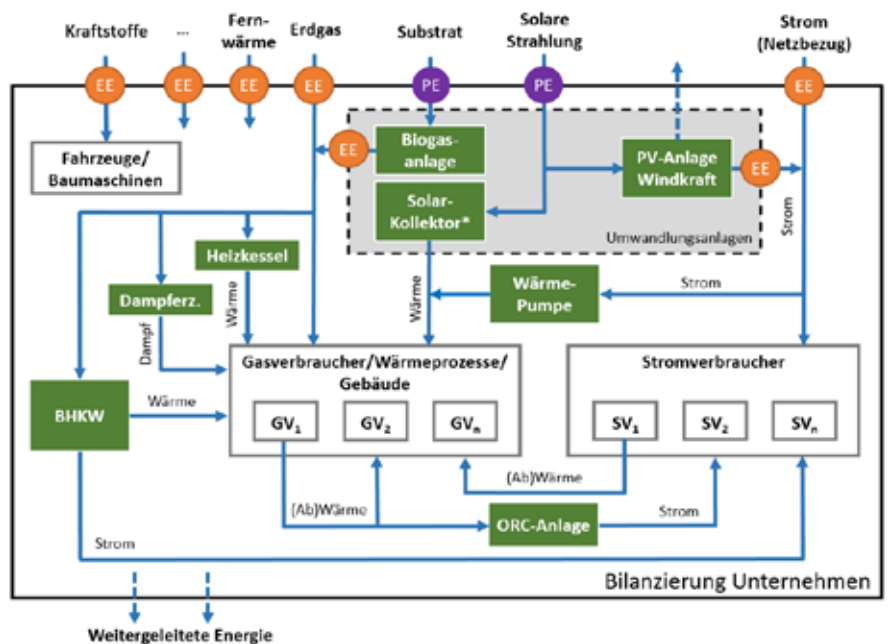 Kraftstoffe
...
Fern-
wärme
Erdgas
Substrat
Solare
Strahlung
Strom
(Netzbezug)
EE
EE
EE
EE
PE
PE
EE
Fahrzeuge/
Baumaschinen
EE
Biogas-
anlage
PV-Anlage
Windkraft
EE
Solar-
Kollektor*
Umwandlungsanlagen
Strom
Heizkessel
Dampferz.
Wärme
Dampf
Wärme
Wärme-
Pumpe
Strom
Gasverbraucher/Wärmeprozesse/
Gebäude
GV1
GV2
GVn
Stromverbraucher
SV1
SV2
SVn
BHKW
Wärme
(Ab)Wärme
(Ab)Wärme
ORC-Anlage
Strom
Strom
Bilanzierung Unternehmen
Weitergeleitete Energie